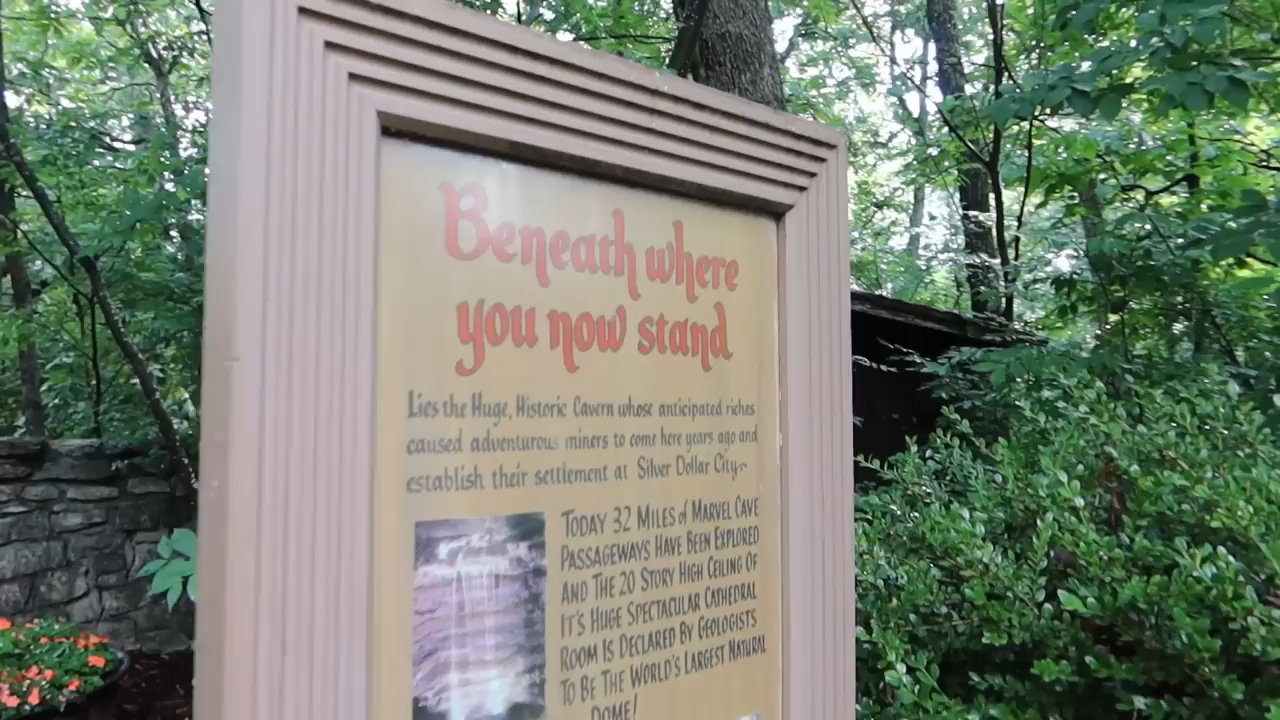 Beneath where
you now stand
Lies the Huge, Historic Cavern whose anticipated riches
caused adventurous miners to come here years ago and
establish their settlement at Silver Dollar City~
TODAY 32 MILES of MARVEL CAVE
PASSAGEWAYS HAVE BEEN EXPLORED
AND THE 20 STORY HIGH CEILING OF
IT'S HUGE SPECTACULAR CATHEDRAL
ROOM IS DECLARED BY GEOLOGISTS
TO BE THE WORLD'S LARGEST NATURAL
DOME!